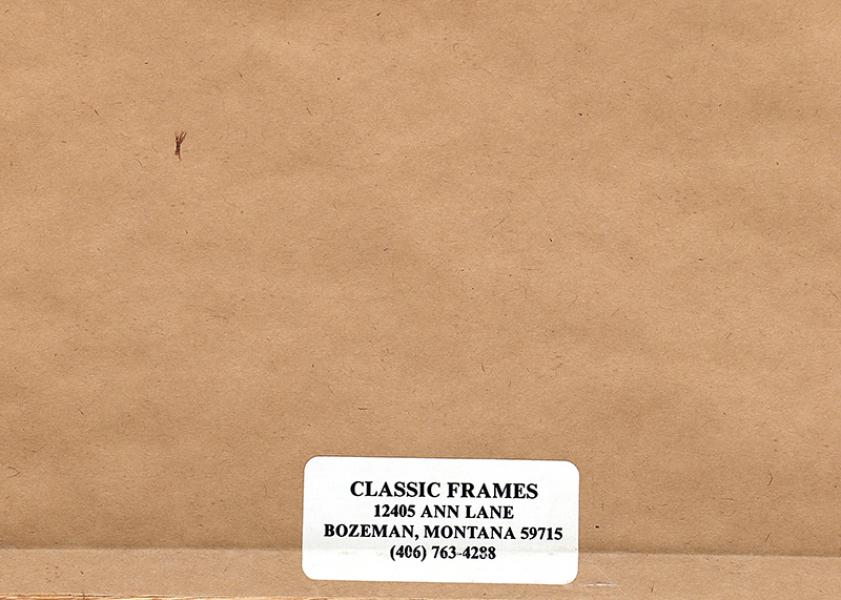 CLASSIC FRAMES
12405 ANN LANE
BOZEMAN, MONTANA 59715
(406) 763-4288